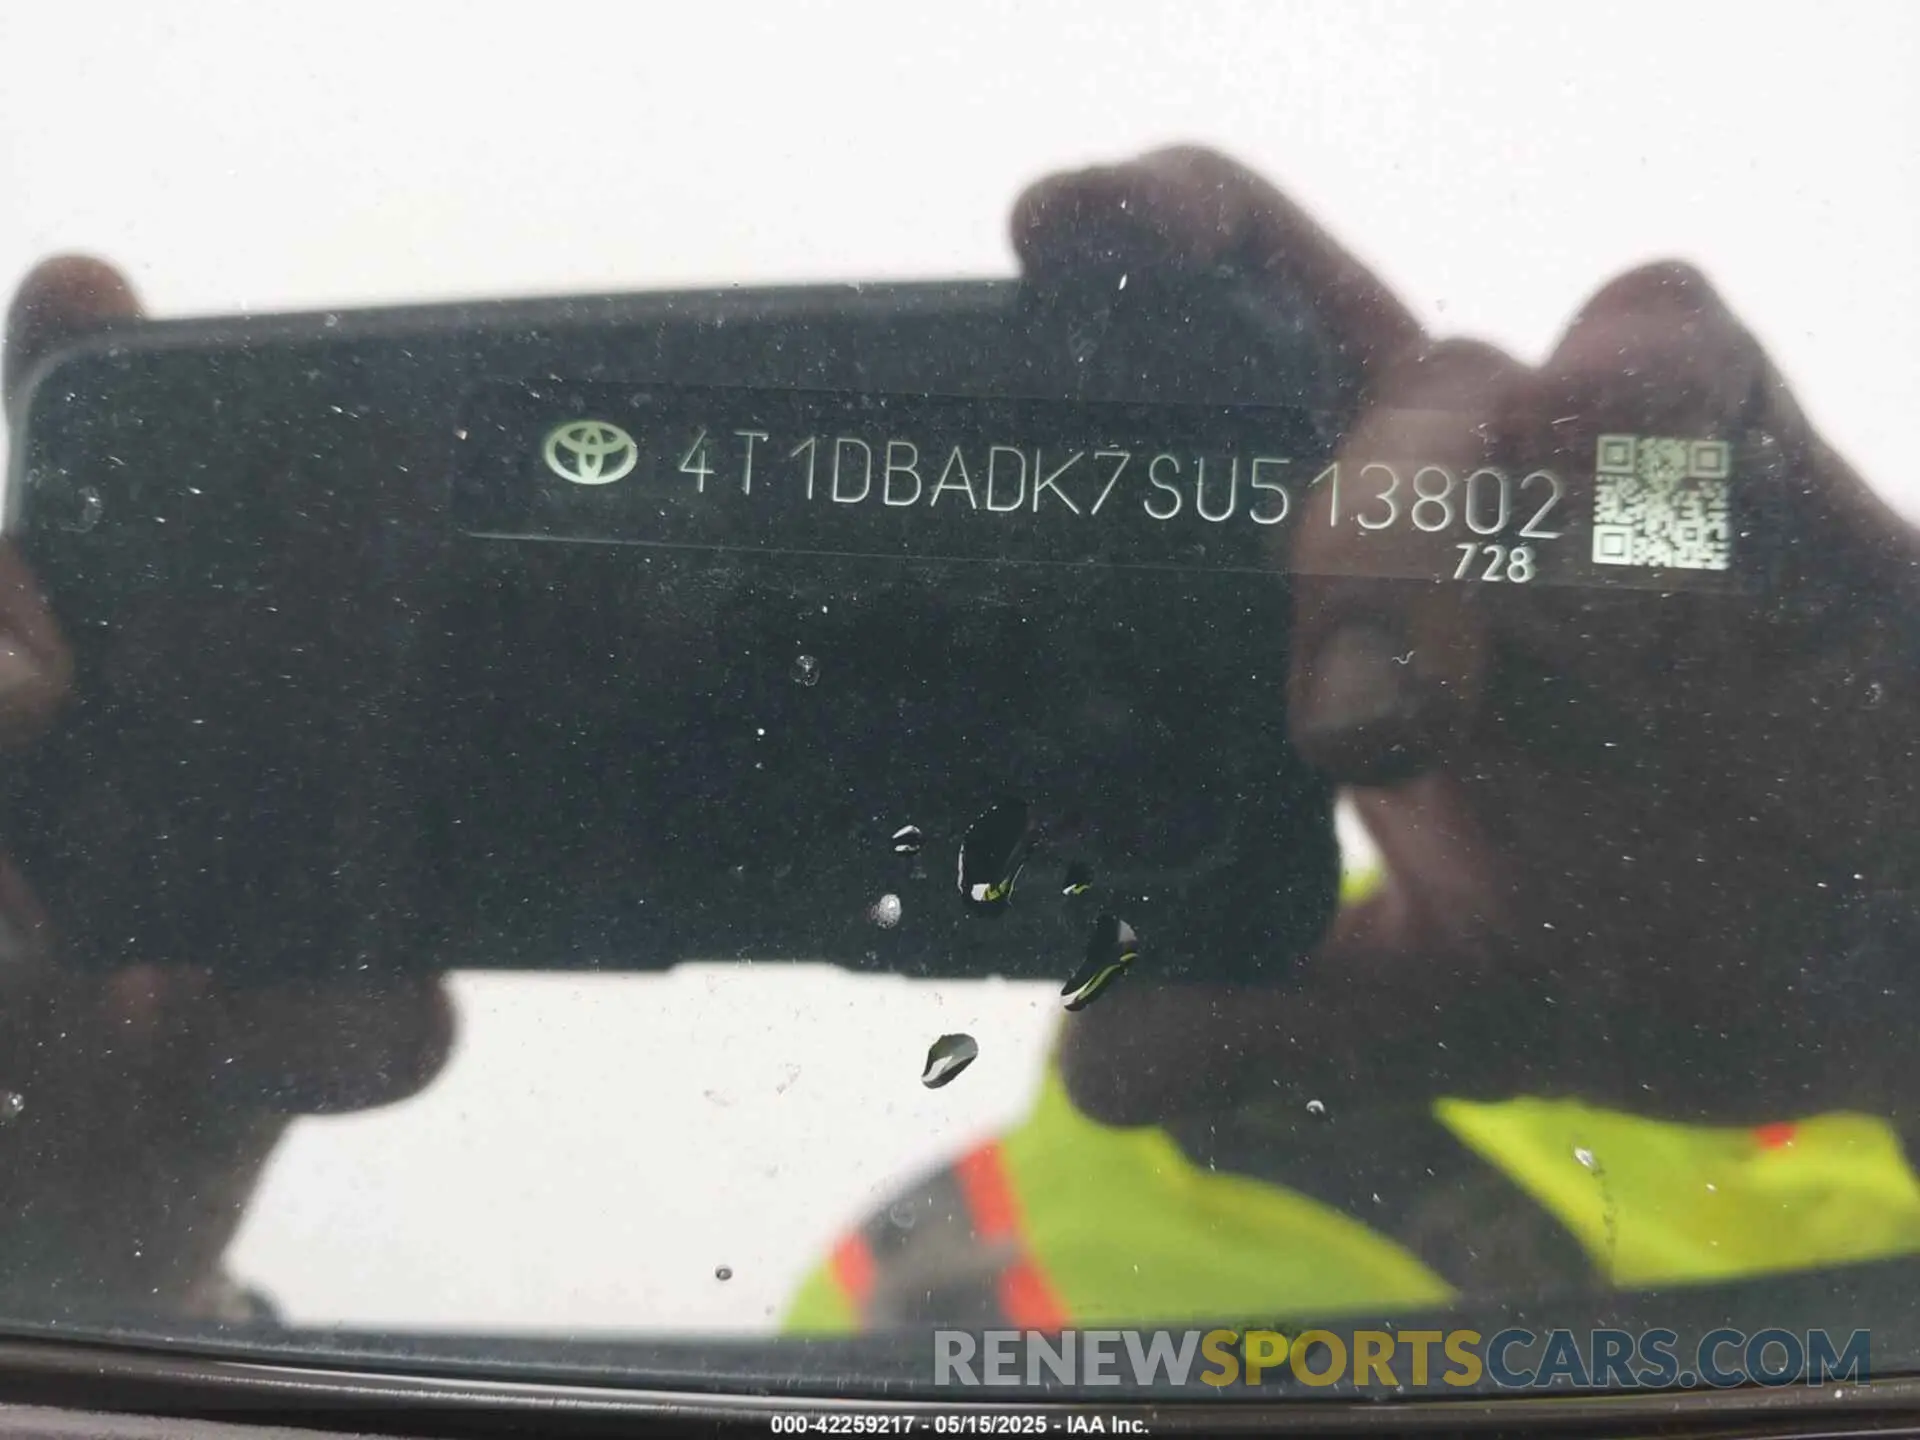 4T1DBADK7SU513802
728
RENEWSPORTSCARS.COM
000-42259217 - 05/15/2025 - IAA Inc.